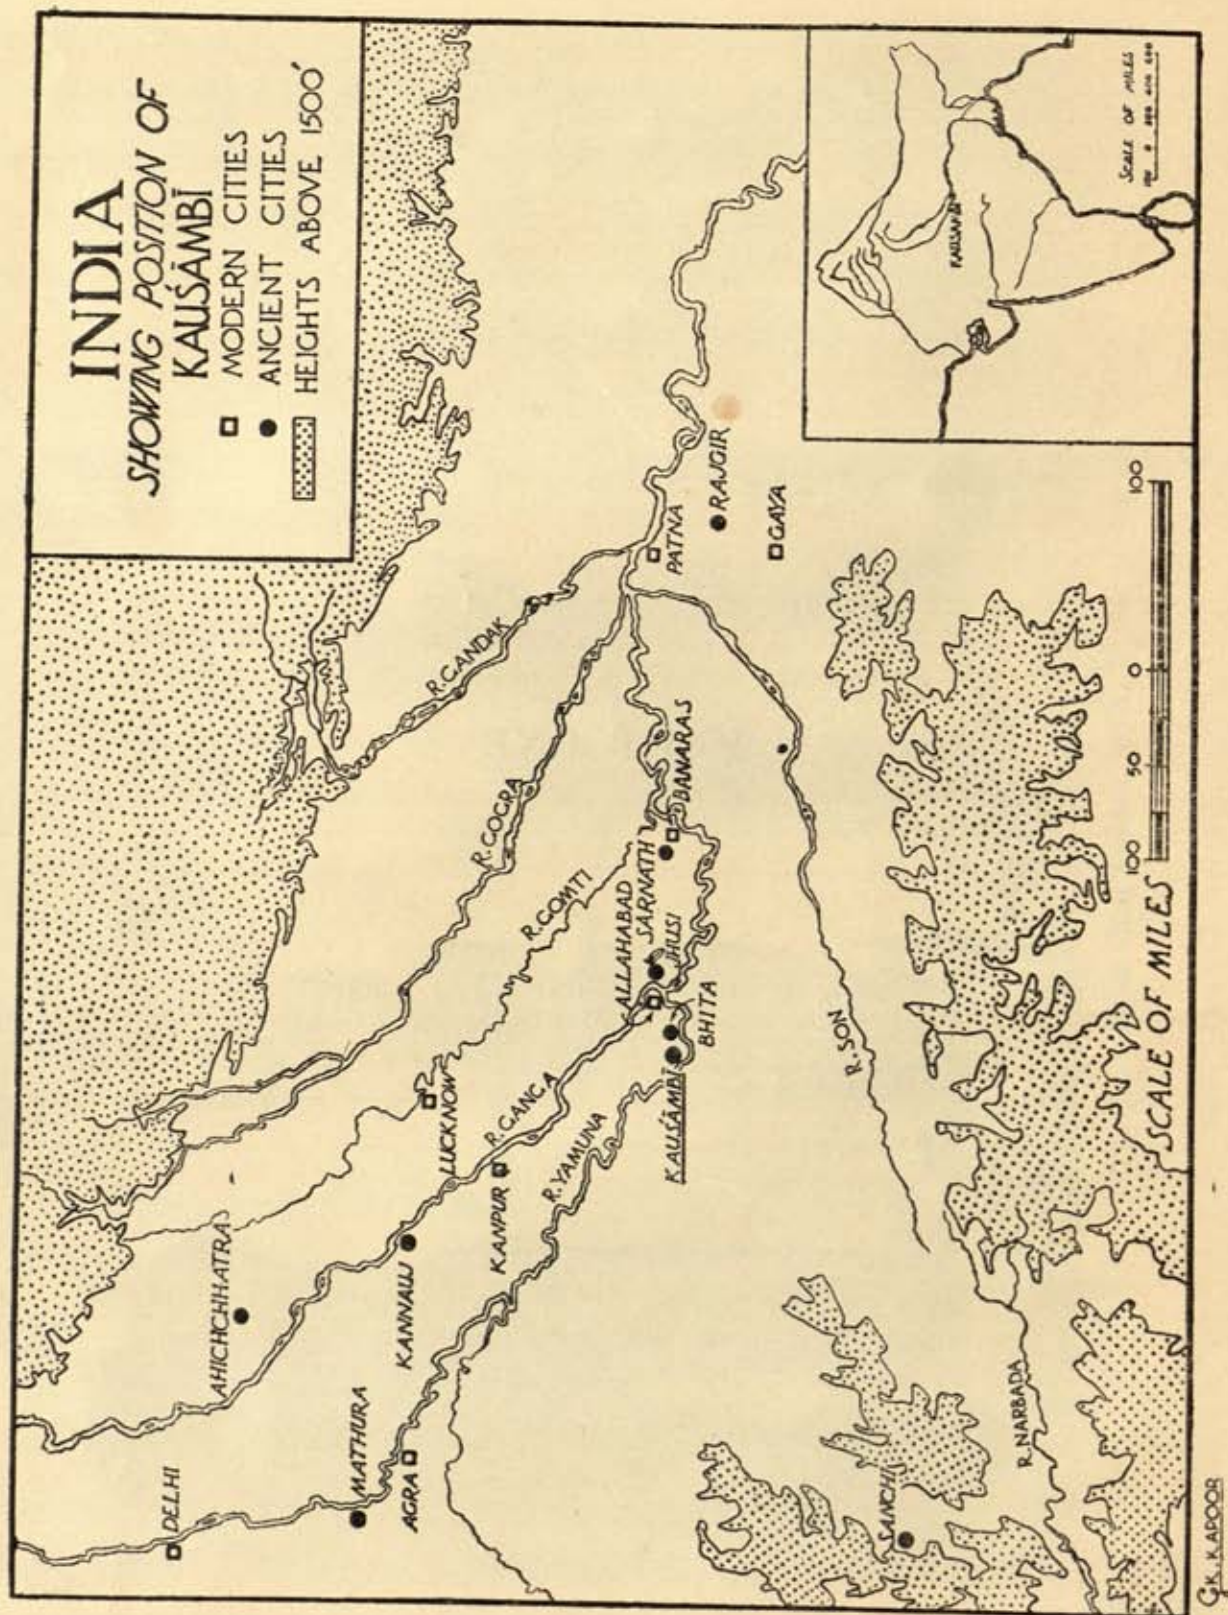 INDIA
SHOWING POSITION OF
KAUŚĀMBĪ
MODERN CITIES
ANCIENT CITIES
HEIGHTS ABOVE 1500'
DELHI
AHICHCHHATRA
MATHURA
AGRA
KANNAUJ
LUCKNOW
KANPUR
R. GANGA
R. YAMUNA
R. GOMTI
R. GOGRA
R. GANDAK
ALLAHABAD
SARNATH
JHUSI
BHITA
KAUŚĀMBĪ
BANARAS
PATNA
RAJGIR
GAYA
R. SON
SANCHI
R. NARBADA
KAUSAMBI
SCALE OF MILES
100 50 0 100
SCALE OF MILES
G.K.KAPOOR